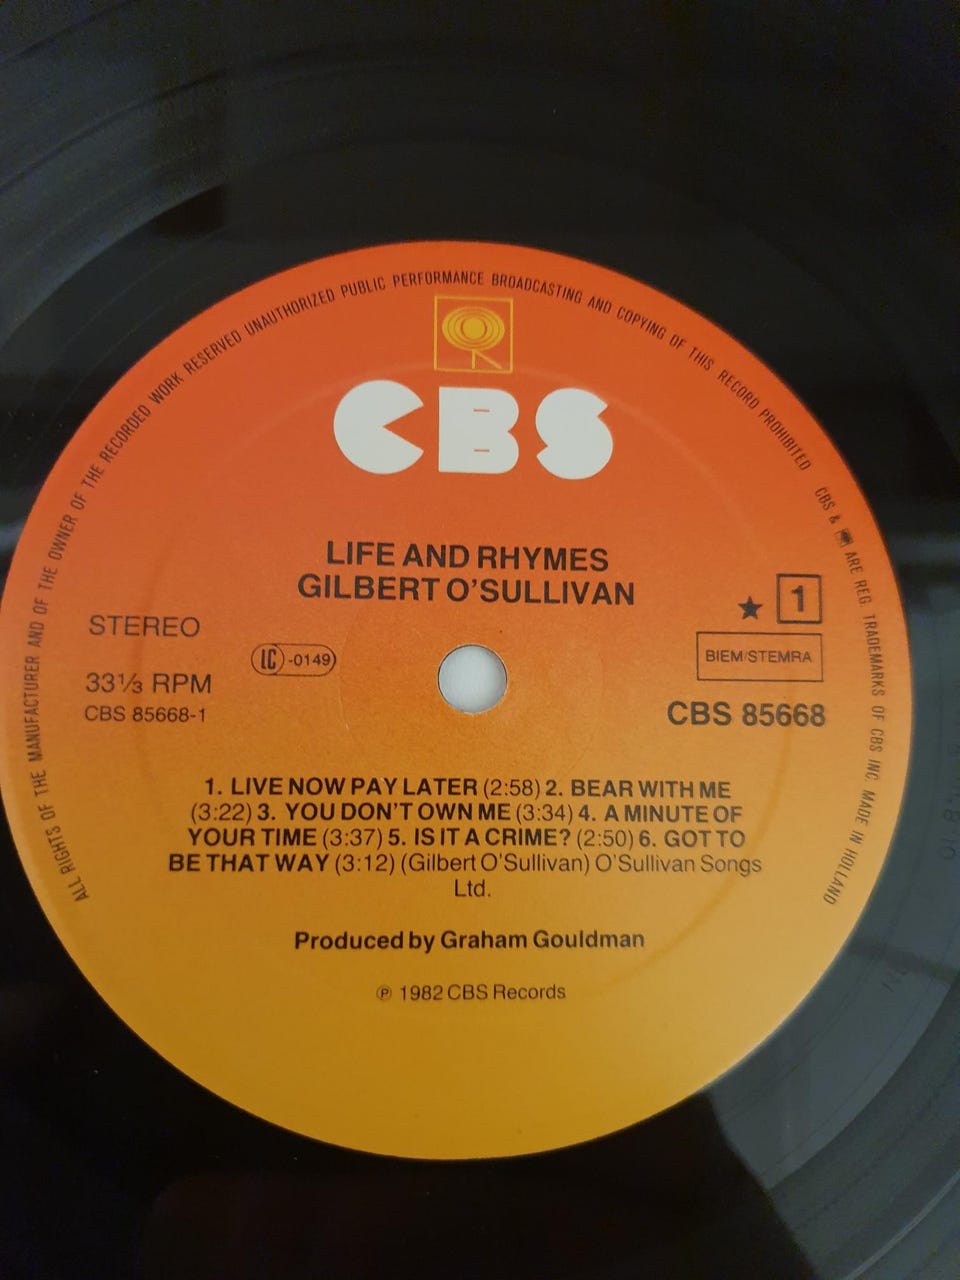 ALL RIGHTS OF THE MANUFACTURER AND OF THE OWNER OF THE RECORDED WORK RESERVED UNAUTHORIZED PUBLIC PERFORMANCE BROADCASTING AND COPYING OF THIS RECORD PROHIBITED CBS & ARE REG. TRADEMARKS OF CBS INC. MADE IN HOLLAND
CBS
LIFE AND RHYMES
GILBERT O'SULLIVAN
STEREO
33⅓ RPM
CBS 85668-1
LC-0149
★ 1
BIEM/STEMRA
CBS 85668
1. LIVE NOW PAY LATER (2:58) 2. BEAR WITH ME
(3:22) 3. YOU DON'T OWN ME (3:34) 4. A MINUTE OF
YOUR TIME (3:37) 5. IS IT A CRIME? (2:50) 6. GOT TO
BE THAT WAY (3:12) (Gilbert O'Sullivan) O'Sullivan Songs
Ltd.
Produced by Graham Gouldman
℗ 1982 CBS Records